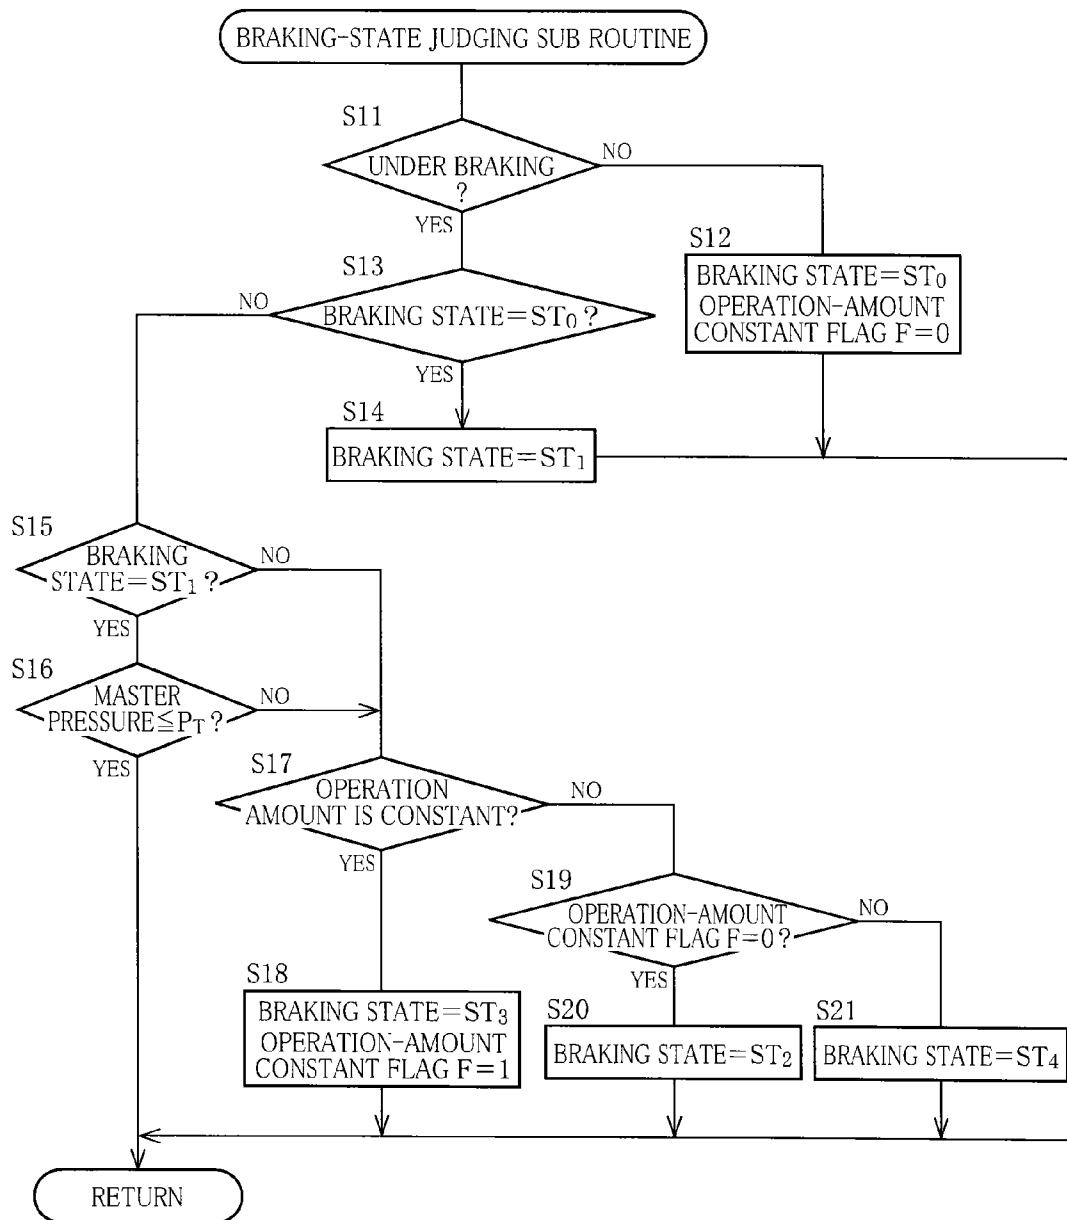 BRAKING-STATE JUDGING SUB ROUTINE
S11
UNDER BRAKING
?
NO
YES
S12
BRAKING STATE=ST0
OPERATION-AMOUNT
CONSTANT FLAG F=0
S13
BRAKING STATE=ST0?
NO
YES
S14
BRAKING STATE=ST1
S15
BRAKING
STATE=ST1?
NO
YES
S16
MASTER
PRESSURE≦PT?
NO
YES
S17
OPERATION
AMOUNT IS CONSTANT?
NO
YES
S19
OPERATION-AMOUNT
CONSTANT FLAG F=0?
NO
YES
S18
BRAKING STATE=ST3
OPERATION-AMOUNT
CONSTANT FLAG F=1
S20
BRAKING STATE=ST2
S21
BRAKING STATE=ST4
RETURN